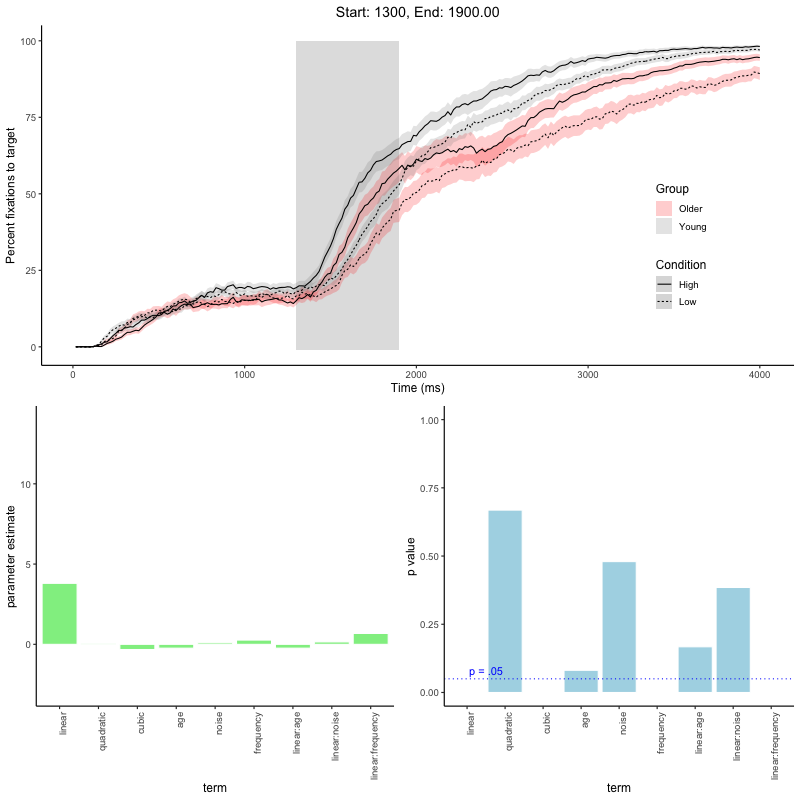 Start: 1300, End: 1900.00
Percent fixations to target
100
75
50
25
0
0
1000
2000
3000
4000
Time (ms)
Group
Older
Young
Condition
High
Low
parameter estimate
10
5
0
linear
quadratic
cubic
age
noise
frequency
linear:age
linear:noise
linear:frequency
term
p value
1.00
0.75
0.50
0.25
0.00
p = .05
linear
quadratic
cubic
age
noise
frequency
linear:age
linear:noise
linear:frequency
term